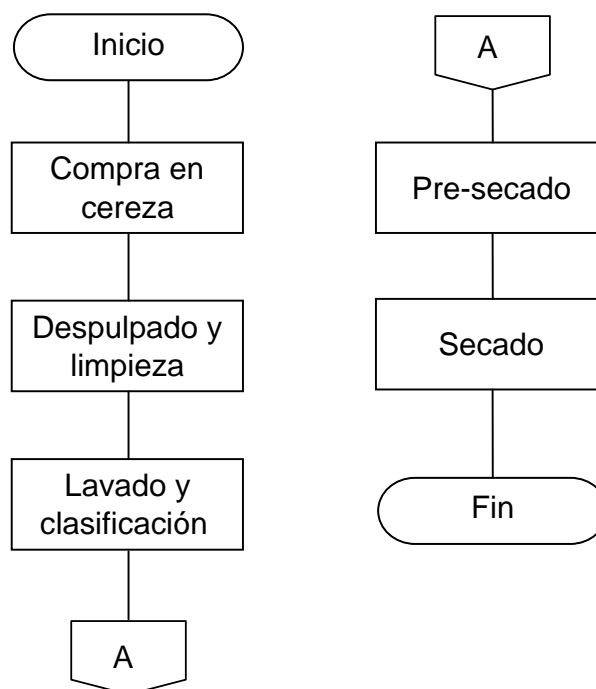 Inicio
Compra en
cereza
Despulpado y
limpieza
Lavado y
clasificación
A
A
Pre-secado
Secado
Fin